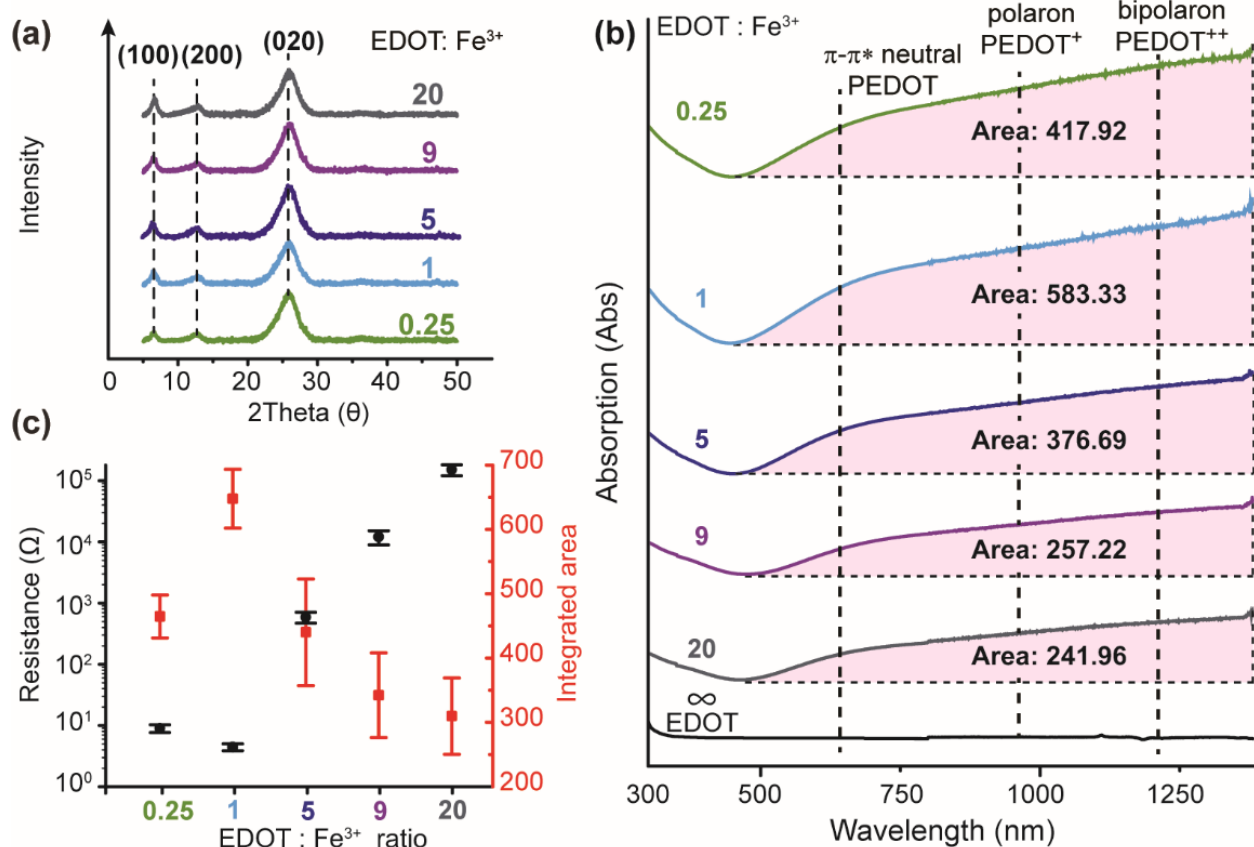 (a)
(100) (200)
(020)
EDOT: Fe³⁺
20
9
5
1
0.25
Intensity
0 10 20 30 40 50
2Theta (θ)
(b)
EDOT : Fe³⁺
π-π* neutral
PEDOT
polaron
PEDOT⁺
bipolaron
PEDOT⁺⁺
0.25
Area: 417.92
1
Area: 583.33
5
Area: 376.69
9
Area: 257.22
20
Area: 241.96
∞
EDOT
Absorption (Abs)
300 500 750 1000 1250
Wavelength (nm)
(c)
10⁵
10⁴
10³
10²
10¹
10⁰
Resistance (Ω)
700
600
500
400
300
200
Integrated area
0.25 1 5 9 20
EDOT : Fe³⁺ ratio